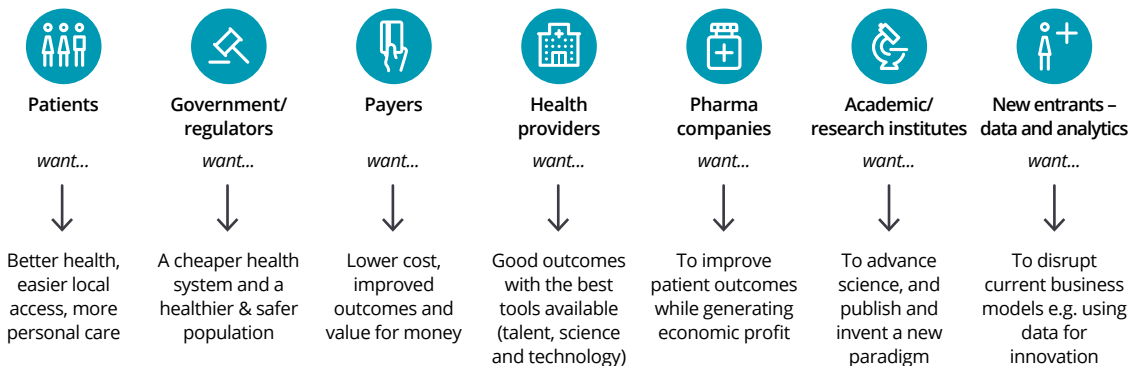 Patients
want...
Better health,
easier local
access, more
personal care
Government/
regulators
want...
A cheaper health
system and a
healthier & safer
population
Payers
want...
Lower cost,
improved
outcomes and
value for money
Health
providers
want...
Good outcomes
with the best
tools available
(talent, science
and technology)
Pharma
companies
want...
To improve
patient outcomes
while generating
economic profit
Academic/
research institutes
want...
To advance
science, and
publish and
invent a new
paradigm
New entrants –
data and analytics
want...
To disrupt
current business
models e.g. using
data for
innovation